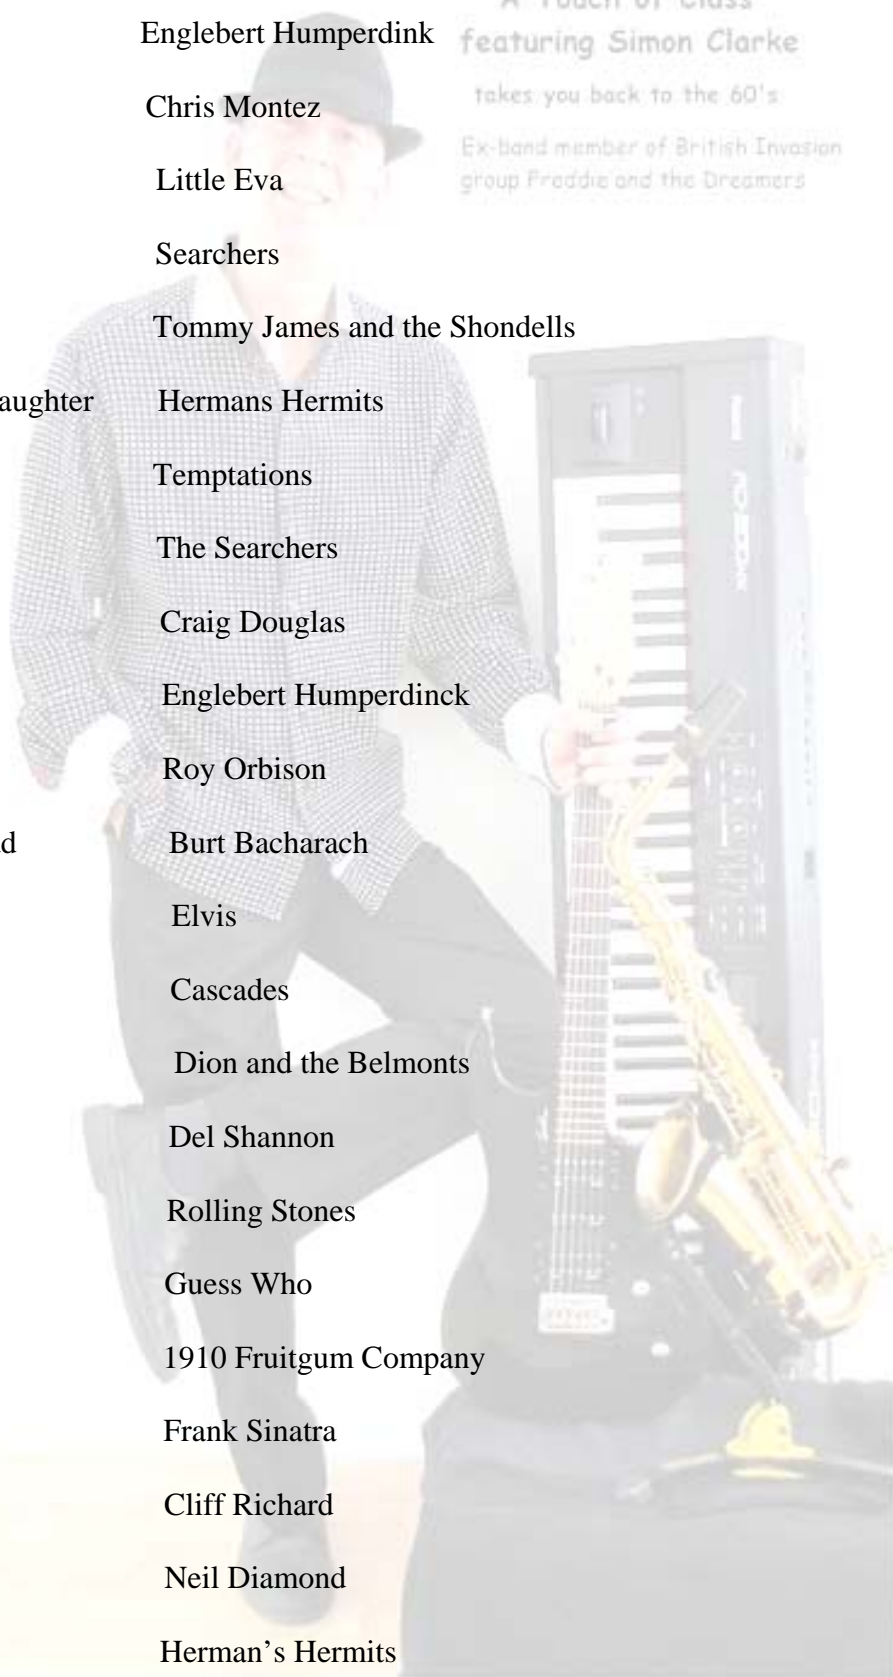 A Touch of Class
Englebert Humperdink
featuring Simon Clarke
takes you back to the 60's
Chris Montez
Ex-band member of British Invasion
group Freddie and the Dreamers
Little Eva
Searchers
Tommy James and the Shondells
aughter Hermans Hermits
Temptations
The Searchers
Craig Douglas
Englebert Humperdinck
Roy Orbison
d Burt Bacharach
Elvis
Cascades
Dion and the Belmonts
Del Shannon
Rolling Stones
Guess Who
1910 Fruitgum Company
Frank Sinatra
Cliff Richard
Neil Diamond
Herman’s Hermits